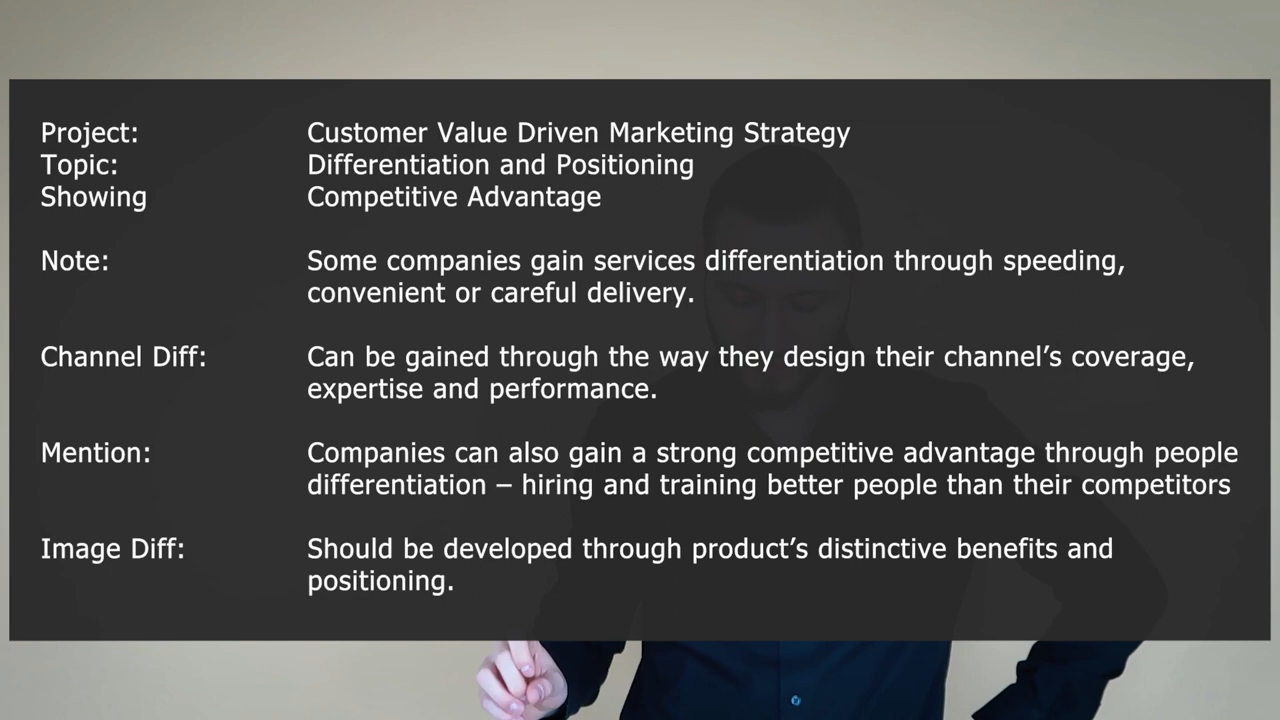 Project: Customer Value Driven Marketing Strategy
Topic: Differentiation and Positioning
Showing Competitive Advantage
Note: Some companies gain services differentiation through speeding,
convenient or careful delivery.
Channel Diff: Can be gained through the way they design their channel’s coverage,
expertise and performance.
Mention: Companies can also gain a strong competitive advantage through people
differentiation – hiring and training better people than their competitors
Image Diff: Should be developed through product’s distinctive benefits and
positioning.